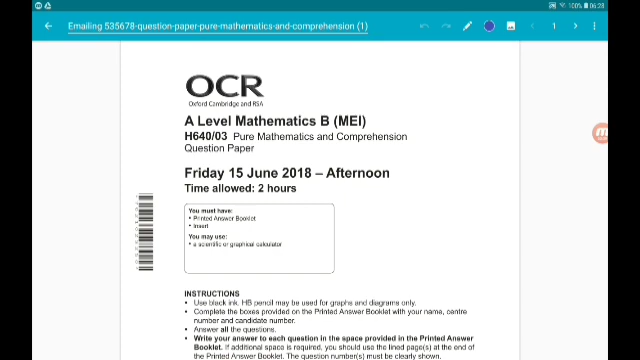 100% 06:28
Emailing 535678-question-paper-pure-mathematics-and-comprehension (1)
1
OCR
Oxford Cambridge and RSA
A Level Mathematics B (MEI)
H640/03 Pure Mathematics and Comprehension
Question Paper
Friday 15 June 2018 – Afternoon
Time allowed: 2 hours
You must have:
• Printed Answer Booklet
• Insert
You may use:
• a scientific or graphical calculator
INSTRUCTIONS
• Use black ink. HB pencil may be used for graphs and diagrams only.
• Complete the boxes provided on the Printed Answer Booklet with your name, centre
number and candidate number.
• Answer all the questions.
• Write your answer to each question in the space provided in the Printed Answer
Booklet. If additional space is required, you should use the lined page(s) at the end of
the Printed Answer Booklet. The question number(s) must be clearly shown.